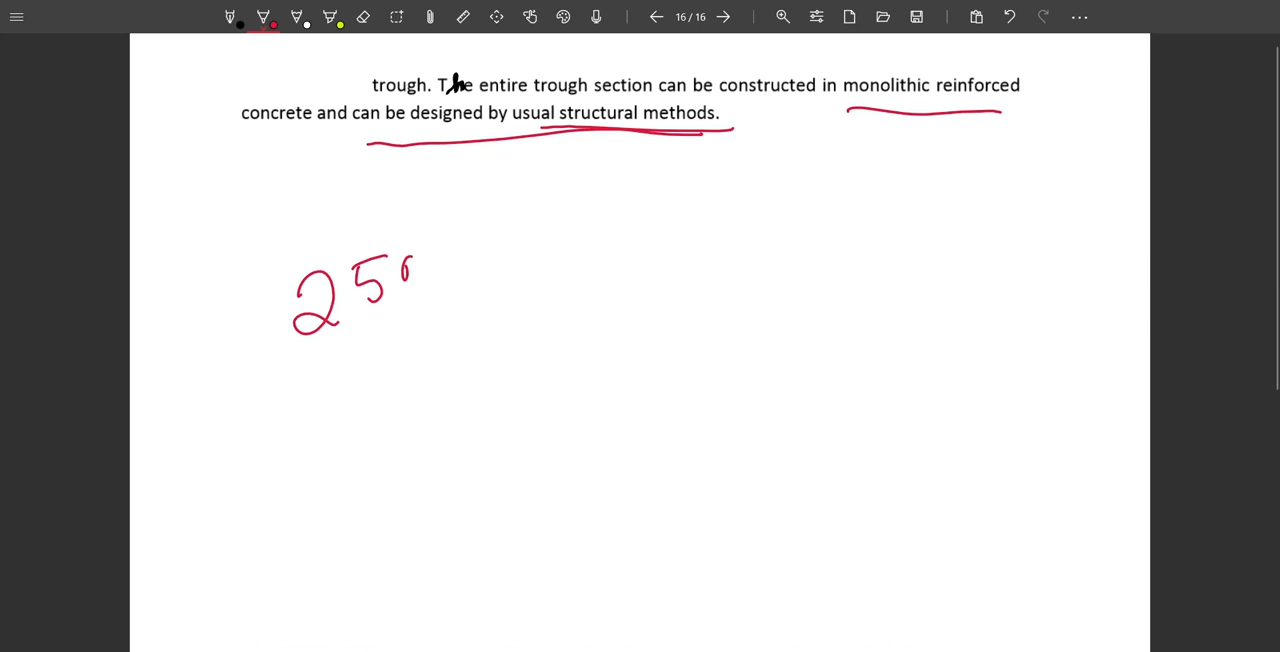 16/16
trough. The entire trough section can be constructed in monolithic reinforced
concrete and can be designed by usual structural methods.
25